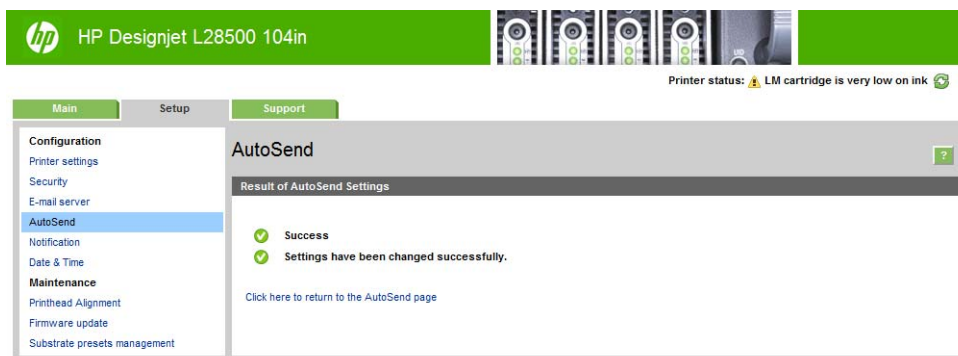 hp HP Designjet L28500 104in
Printer status: LM cartridge is very low on ink
Main Setup Support
Configuration
Printer settings
Security
E-mail server
AutoSend
Notification
Date & Time
Maintenance
Printhead Alignment
Firmware update
Substrate presets management
AutoSend
?
Result of AutoSend Settings
Success
Settings have been changed successfully.
Click here to return to the AutoSend page